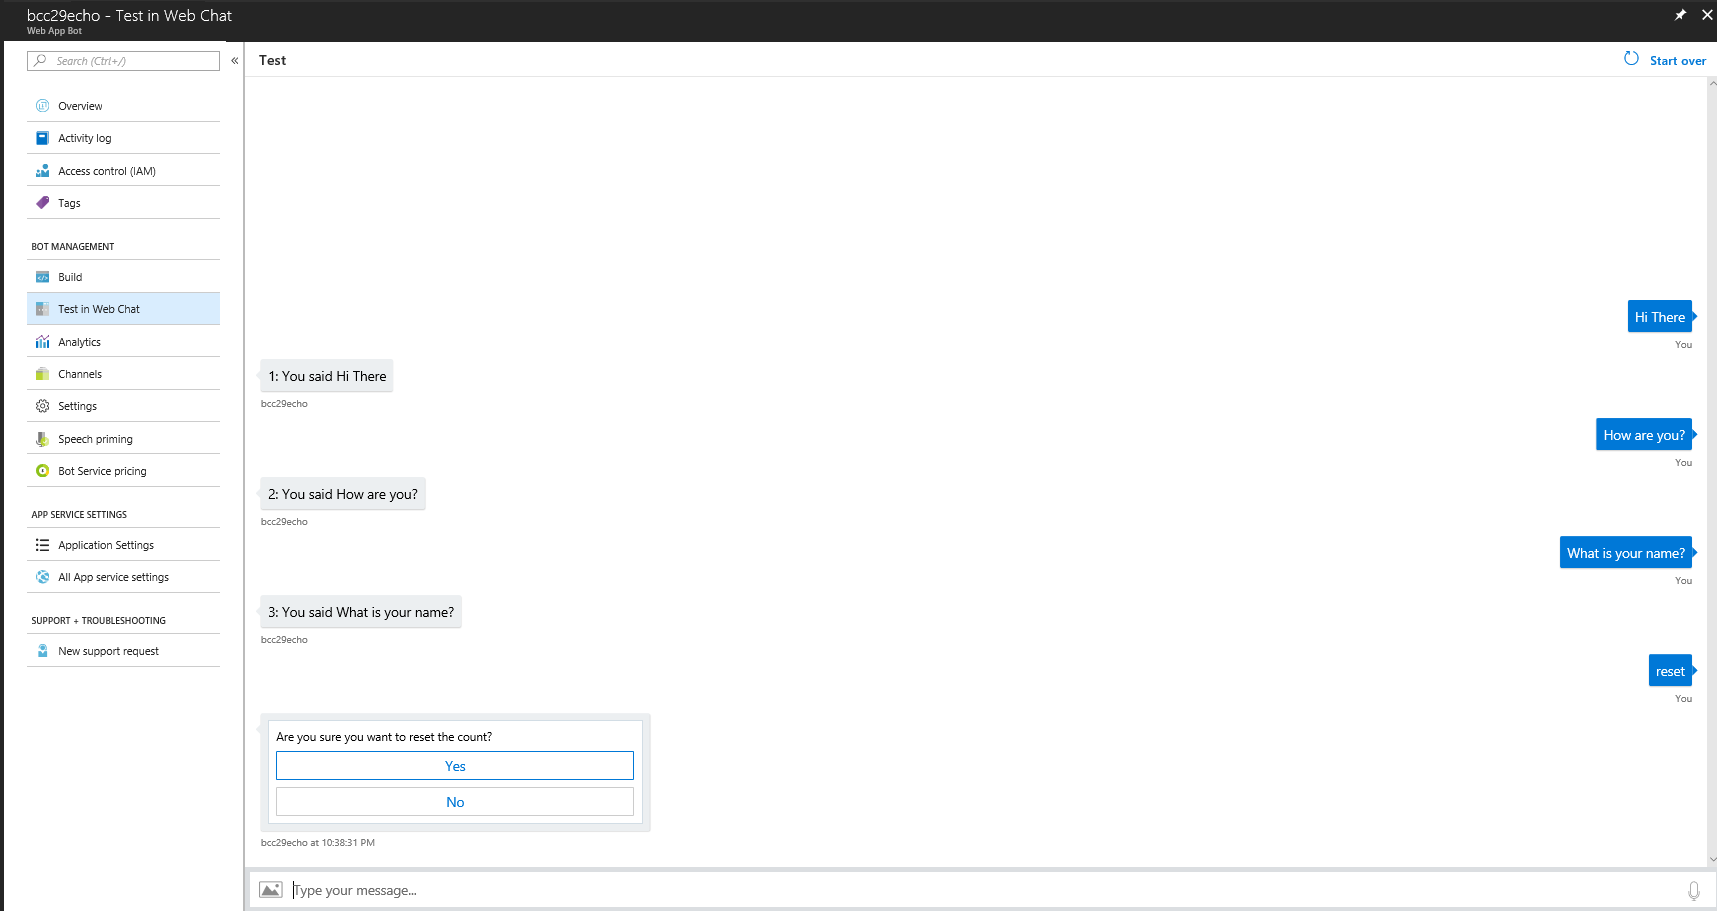 bcc29echo - Test in Web Chat
Web App Bot
Search (Ctrl+/)
«
Overview
Activity log
Access control (IAM)
Tags
BOT MANAGEMENT
Build
Test in Web Chat
Analytics
Channels
Settings
Speech priming
Bot Service pricing
APP SERVICE SETTINGS
Application Settings
All App service settings
SUPPORT + TROUBLESHOOTING
New support request
Test
Start over
Hi There
You
1: You said Hi There
bcc29echo
How are you?
You
2: You said How are you?
bcc29echo
What is your name?
You
3: You said What is your name?
bcc29echo
reset
You
Are you sure you want to reset the count?
Yes
No
bcc29echo at 10:38:31 PM
Type your message...